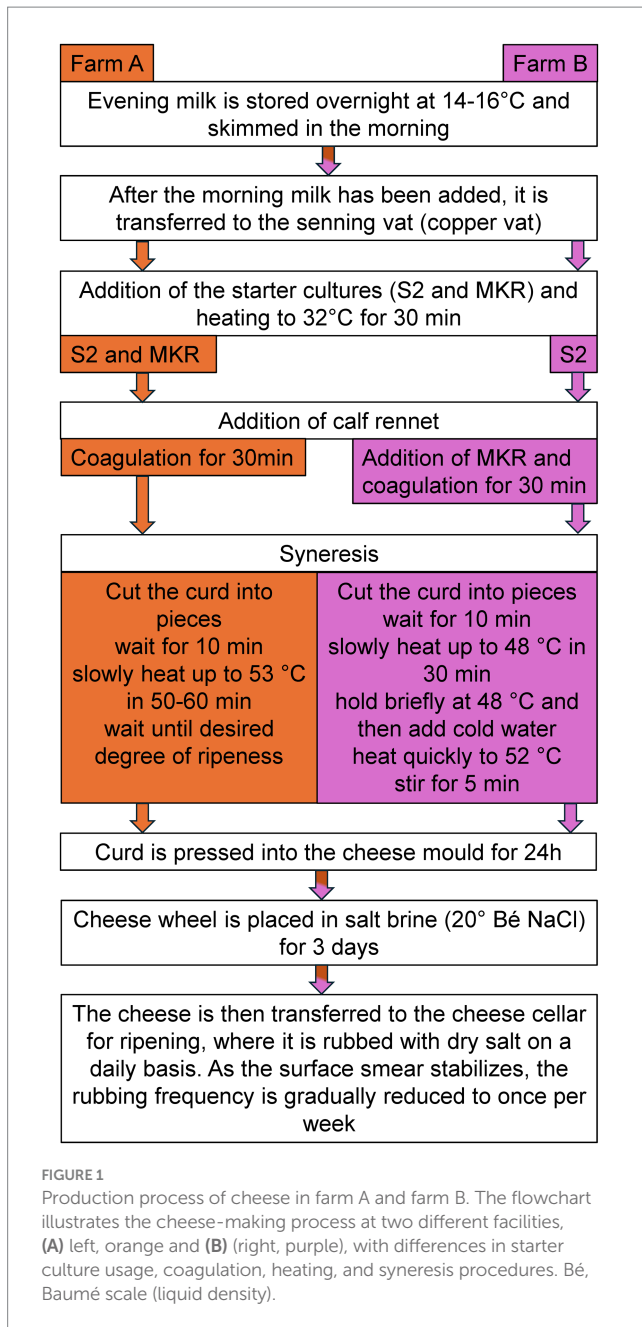 Farm A
Farm B
Evening milk is stored overnight at 14-16°C and
skimmed in the morning
After the morning milk has been added, it is
transferred to the senning vat (copper vat)
Addition of the starter cultures (S2 and MKR) and
heating to 32°C for 30 min
S2 and MKR
S2
Addition of calf rennet
Coagulation for 30min
Addition of MKR and
coagulation for 30 min
Syneresis
Cut the curd into
pieces
wait for 10 min
slowly heat up to 53 °C
in 50-60 min
wait until desired
degree of ripeness
Cut the curd into pieces
wait for 10 min
slowly heat up to 48 °C in
30 min
hold briefly at 48 °C and
then add cold water
heat quickly to 52 °C
stir for 5 min
Curd is pressed into the cheese mould for 24h
Cheese wheel is placed in salt brine (20° Bé NaCl)
for 3 days
The cheese is then transferred to the cheese cellar
for ripening, where it is rubbed with dry salt on a
daily basis. As the surface smear stabilizes, the
rubbing frequency is gradually reduced to once per
week
FIGURE 1
Production process of cheese in farm A and farm B. The flowchart
illustrates the cheese-making process at two different facilities,
(A) left, orange and (B) (right, purple), with differences in starter
culture usage, coagulation, heating, and syneresis procedures. Bé,
Baumé scale (liquid density).